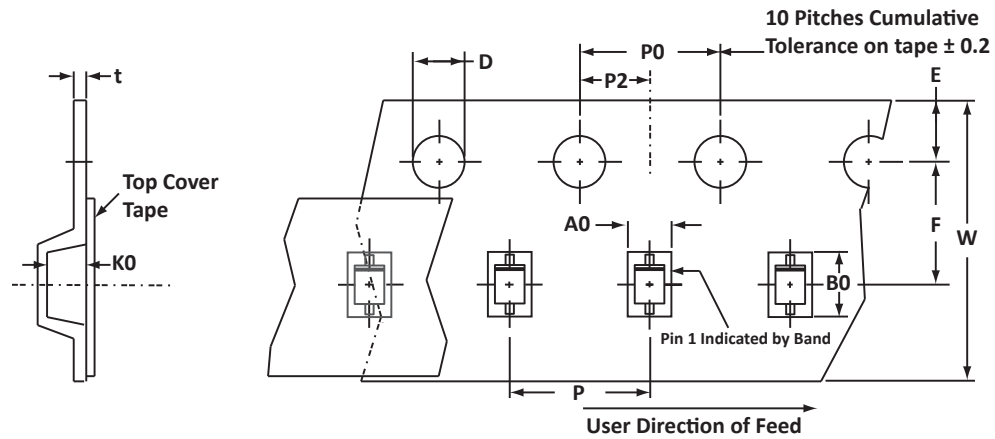 10 Pitches Cumulative
Tolerance on tape ± 0.2
P0
D
t
P2
E
Top Cover
Tape
A0
F
W
K0
B0
Pin 1 Indicated by Band
P
User Direction of Feed